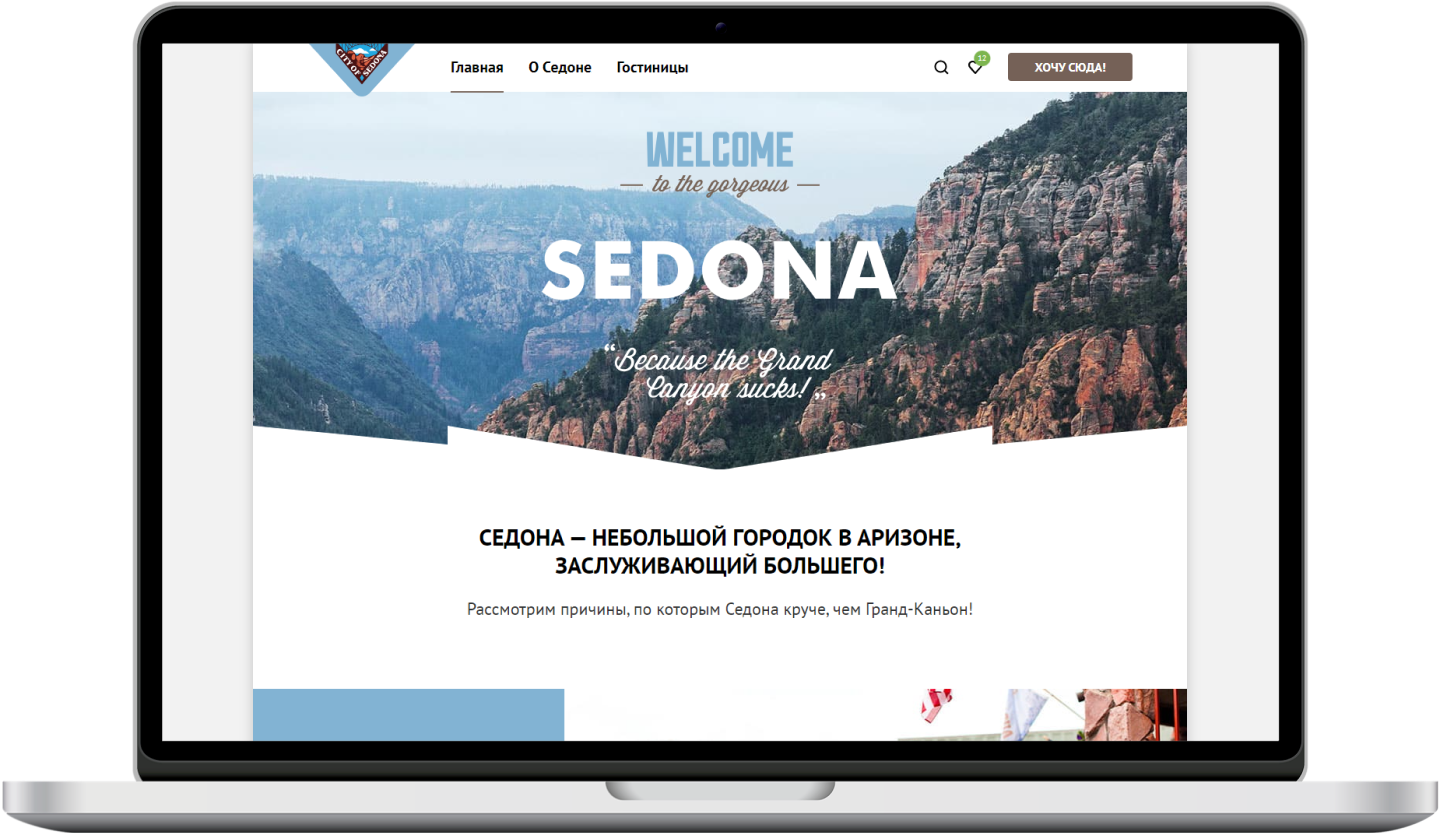 CITY OF SEDONA
Главная О Седоне Гостиницы 12 ХОЧУ СЮДА!
WELCOME
to the gorgeous
SEDONA
“Because the Grand
Canyon sucks!„
СЕДОНА — НЕБОЛЬШОЙ ГОРОДОК В АРИЗОНЕ,
ЗАСЛУЖИВАЮЩИЙ БОЛЬШЕГО!
Рассмотрим причины, по которым Седона круче, чем Гранд-Каньон!